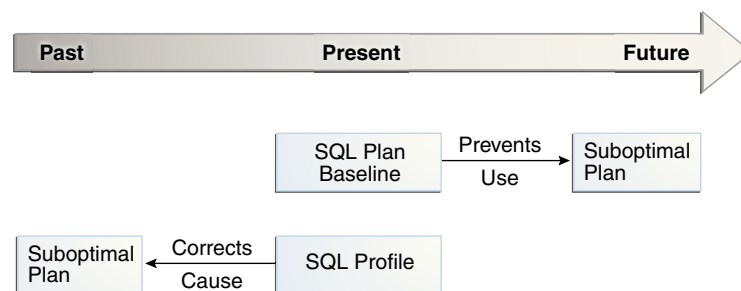 Past Present Future
SQL Plan
Baseline
Prevents
Use
Suboptimal
Plan
Suboptimal
Plan
Corrects
Cause
SQL Profile